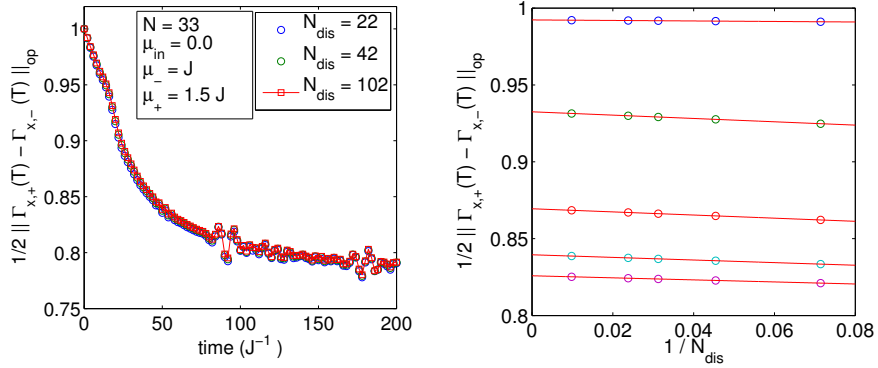 1/2 || Γx,+(T) − Γx,−(T) ||op
1
0.95
0.9
0.85
0.8
0.75
0
50
100
150
200
time (J⁻¹)
N = 33
μin = 0.0
μ− = J
μ+ = 1.5 J
Ndis = 22
Ndis = 42
Ndis = 102
1/2 || Γx,+(T) − Γx,−(T) ||op
1
0.95
0.9
0.85
0.8
0
0.02
0.04
0.06
0.08
1 / Ndis